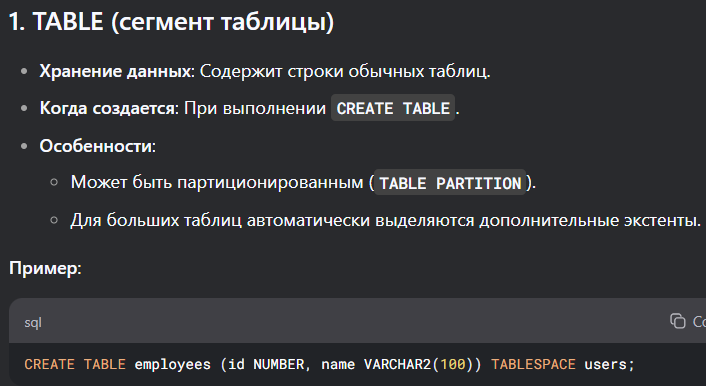 1. TABLE (сегмент таблицы)
• Хранение данных: Содержит строки обычных таблиц.
• Когда создается: При выполнении CREATE TABLE.
• Особенности:
◦ Может быть партиционированным (TABLE PARTITION).
◦ Для больших таблиц автоматически выделяются дополнительные экстенты.
Пример:
sql Co
CREATE TABLE employees (id NUMBER, name VARCHAR2(100)) TABLESPACE users;